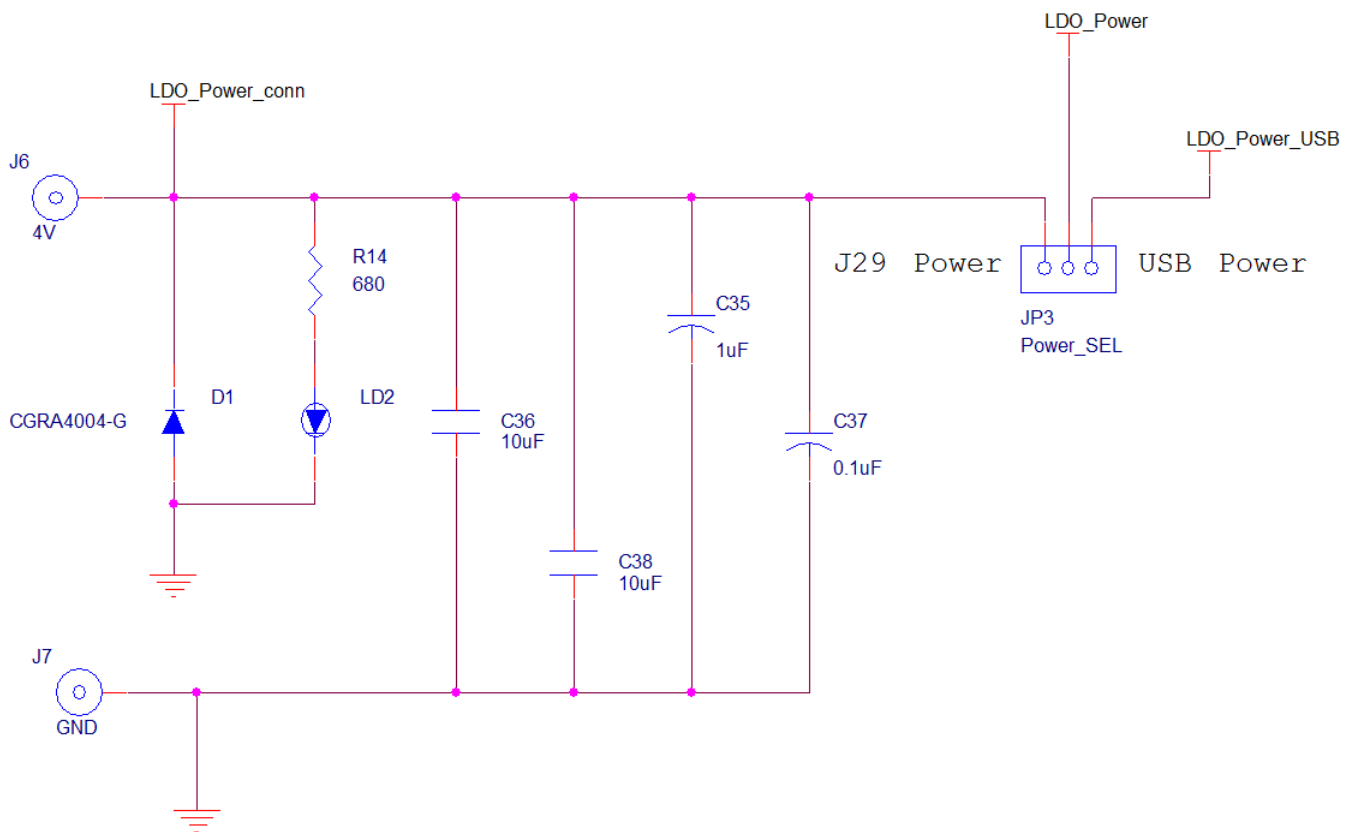 LDO_Power
LDO_Power_conn
LDO_Power_USB
J6
4V
R14
680
J29 Power
USB Power
JP3
Power_SEL
C35
1uF
D1
LD2
CGRA4004-G
C36
10uF
C37
0.1uF
C38
10uF
J7
GND